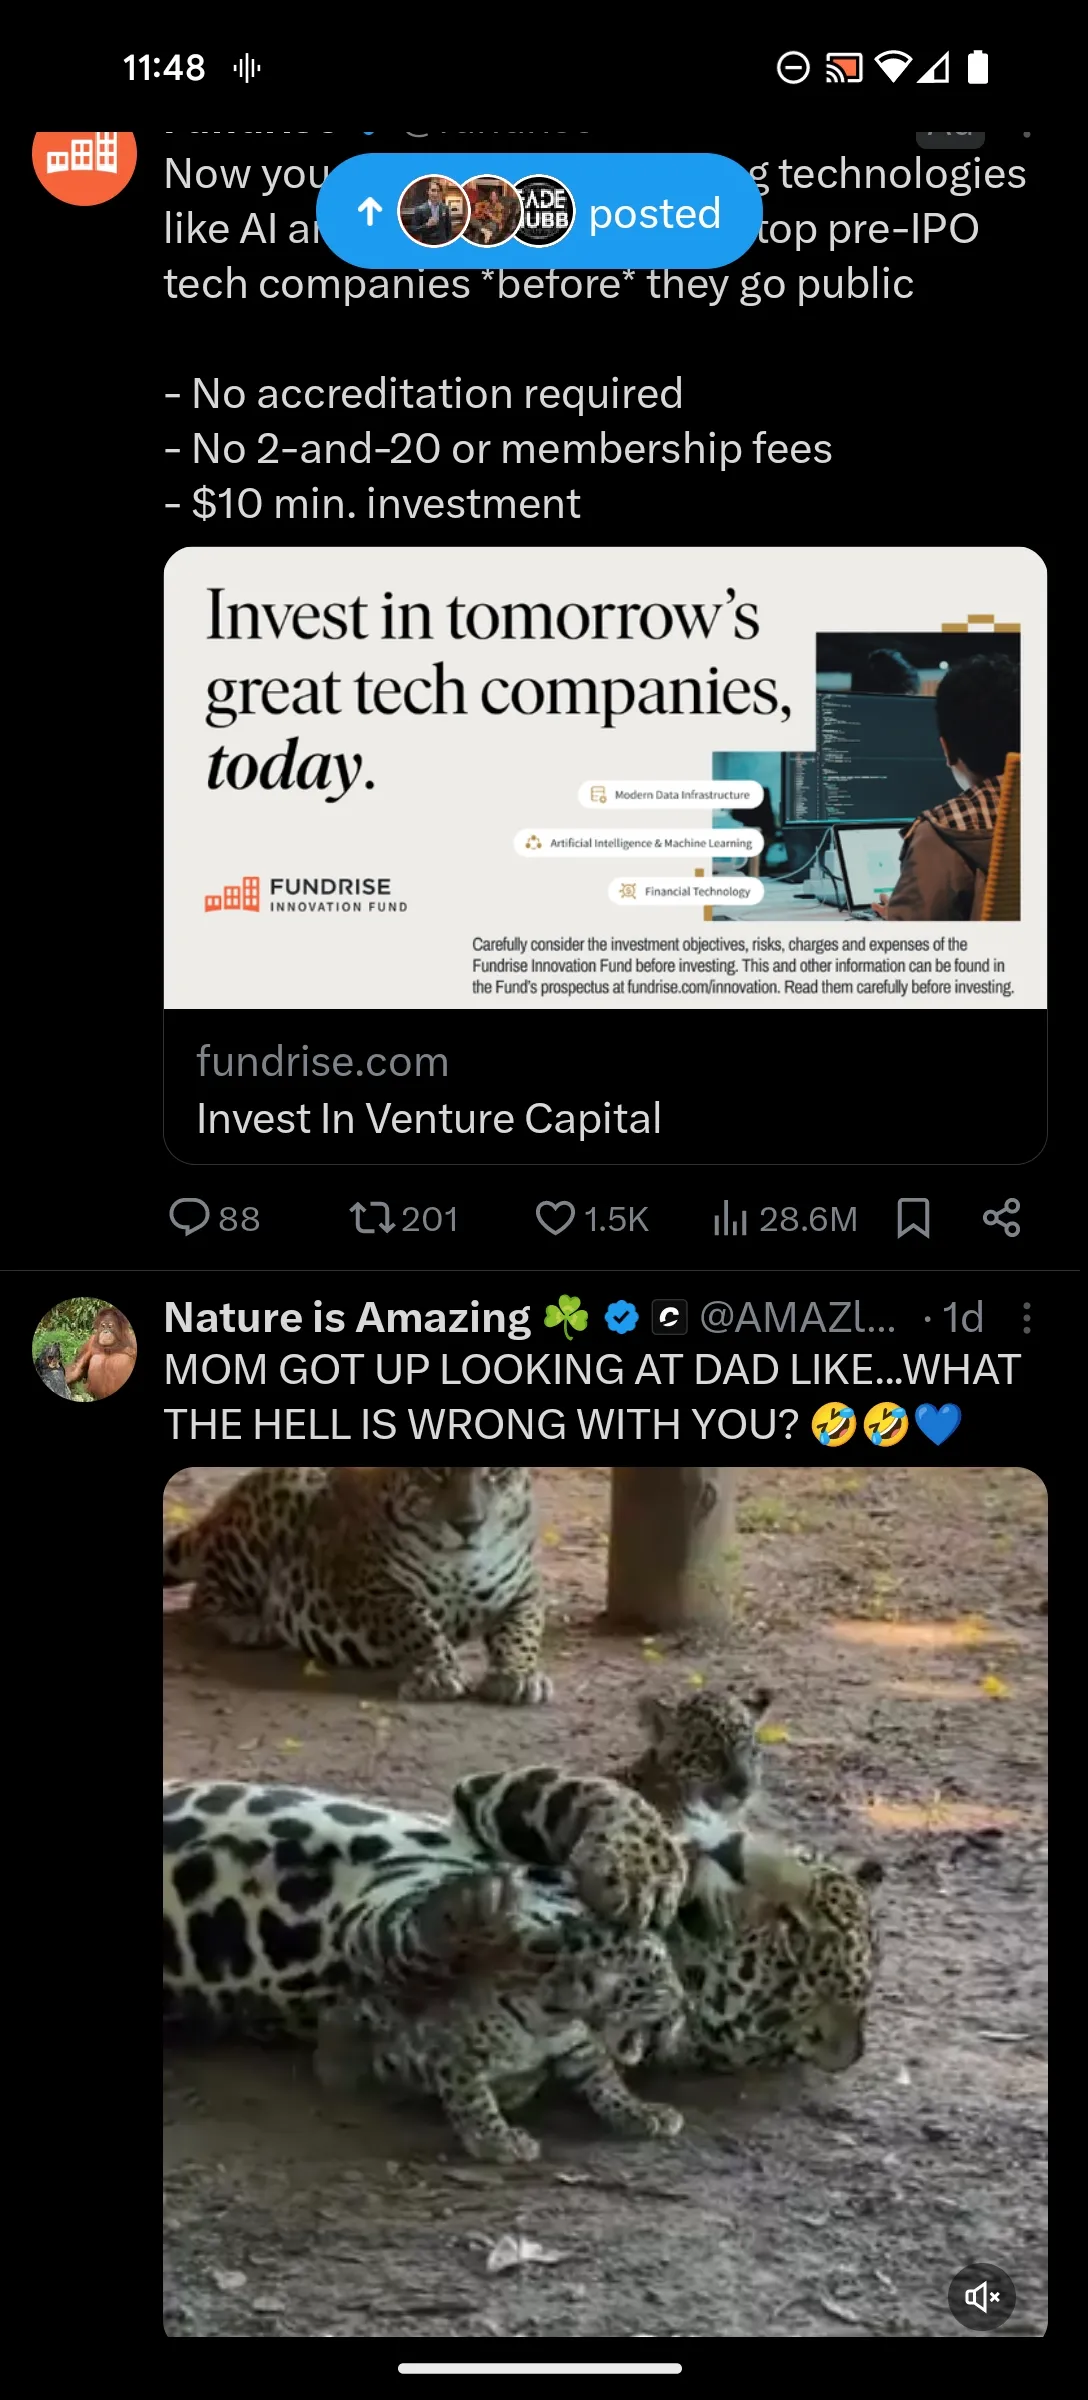 11:48
Ad
Now you
g technologies
like AI
top pre-IPO
posted
tech companies *before* they go public
- No accreditation required
- No 2-and-20 or membership fees
- $10 min. investment
Invest in tomorrow's
great tech companies,
today.
Modern Data Infrastructure
Artificial Intelligence & Machine Learning
Financial Technology
FUNDRISE
INNOVATION FUND
Carefully consider the investment objectives, risks, charges and expenses of the
Fundrise Innovation Fund before investing. This and other information can be found in
the Fund's prospectus at fundrise.com/innovation. Read them carefully before investing.
fundrise.com
Invest In Venture Capital
88 201 1.5K 28.6M
Nature is Amazing ☘️ @AMAZl... · 1d
MOM GOT UP LOOKING AT DAD LIKE...WHAT
THE HELL IS WRONG WITH YOU? 🤣🤣💙